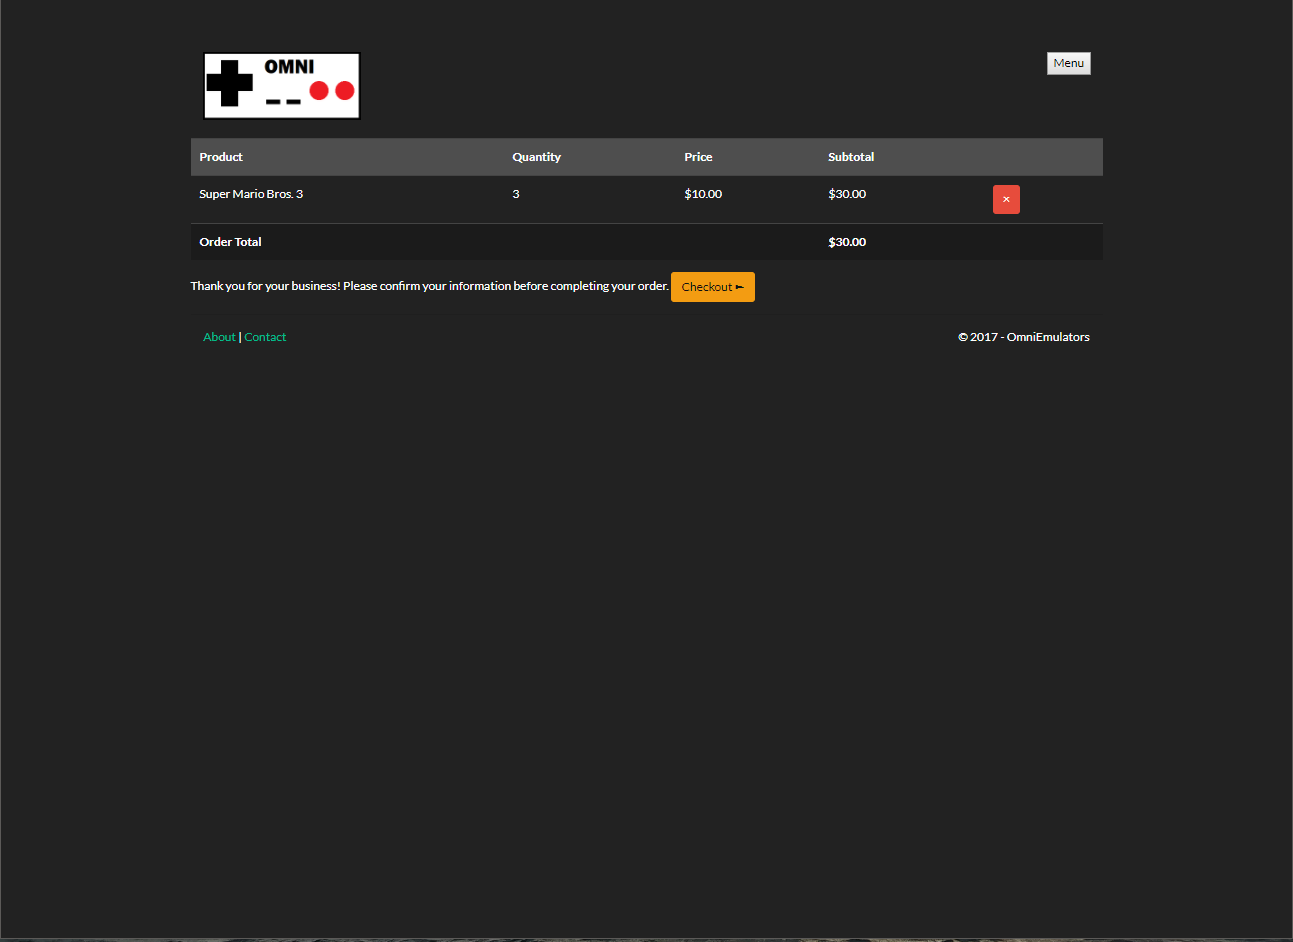 OMNI
Menu
Product Quantity Price Subtotal
Super Mario Bros. 3 3 $10.00 $30.00 ×
Order Total $30.00
Thank you for your business! Please confirm your information before completing your order. Checkout ►
About | Contact © 2017 - OmniEmulators